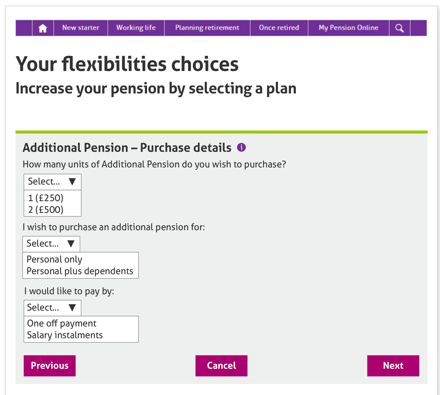 New starter Working life Planning retirement Once retired My Pension Online
Your flexibilities choices
Increase your pension by selecting a plan
Additional Pension – Purchase details i
How many units of Additional Pension do you wish to purchase?
Select... ▼
1 (£250)
2 (£500)
I wish to purchase an additional pension for:
Select... ▼
Personal only
Personal plus dependents
I would like to pay by:
Select... ▼
One off payment
Salary instalments
Previous Cancel Next